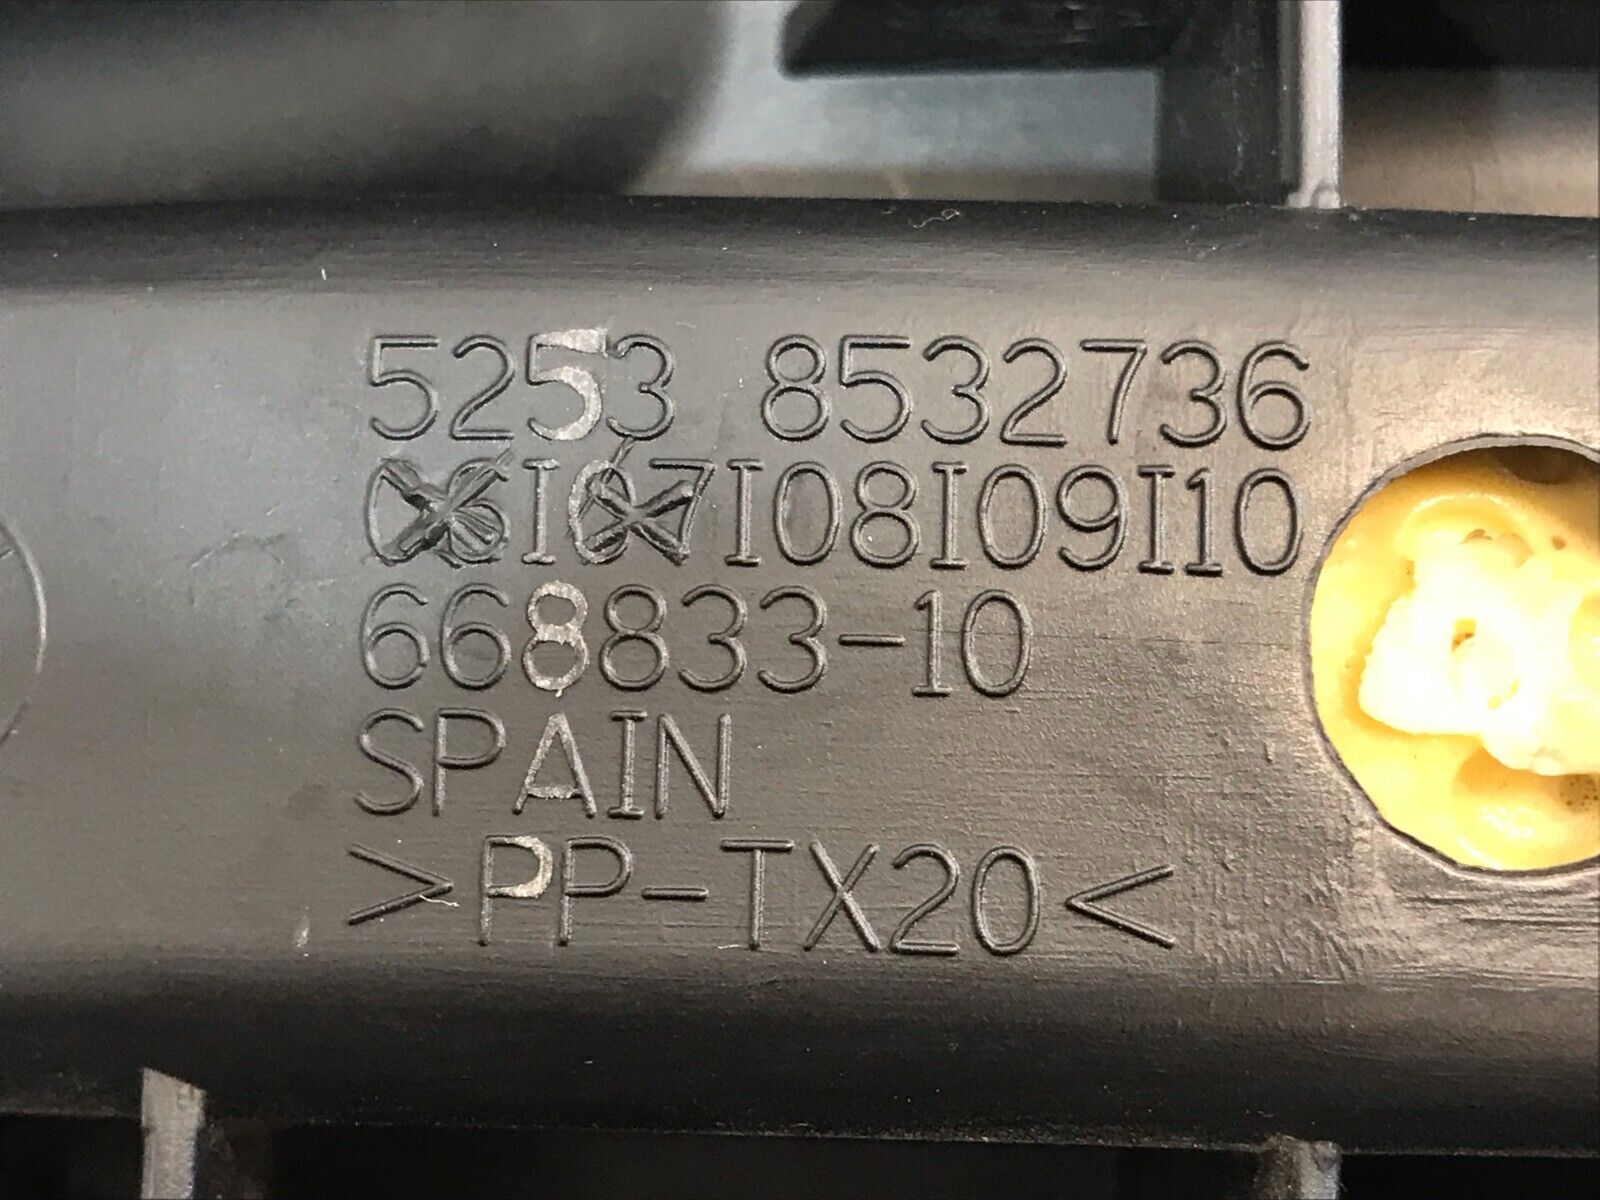 5253 8532736
06I07I08I09I10
668833-10
SPAIN
>PP-TX20<